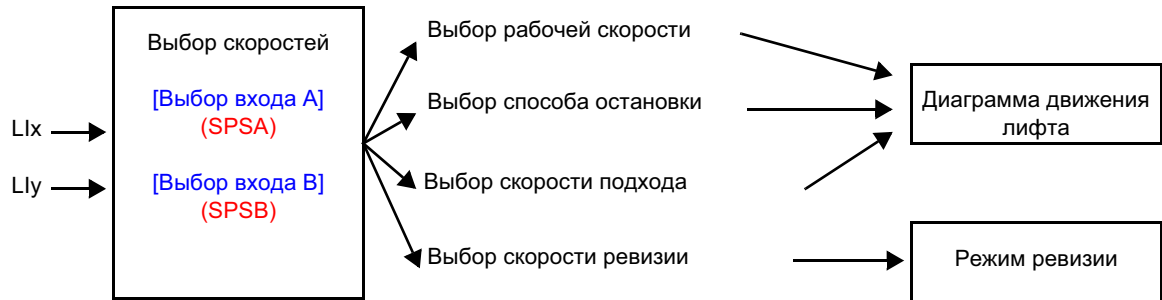 Выбор скоростей
[Выбор входа A]
(SPSA)
[Выбор входа B]
(SPSB)
LIx
LIy
Выбор рабочей скорости
Выбор способа остановки
Выбор скорости подхода
Выбор скорости ревизии
Диаграмма движения
лифта
Режим ревизии